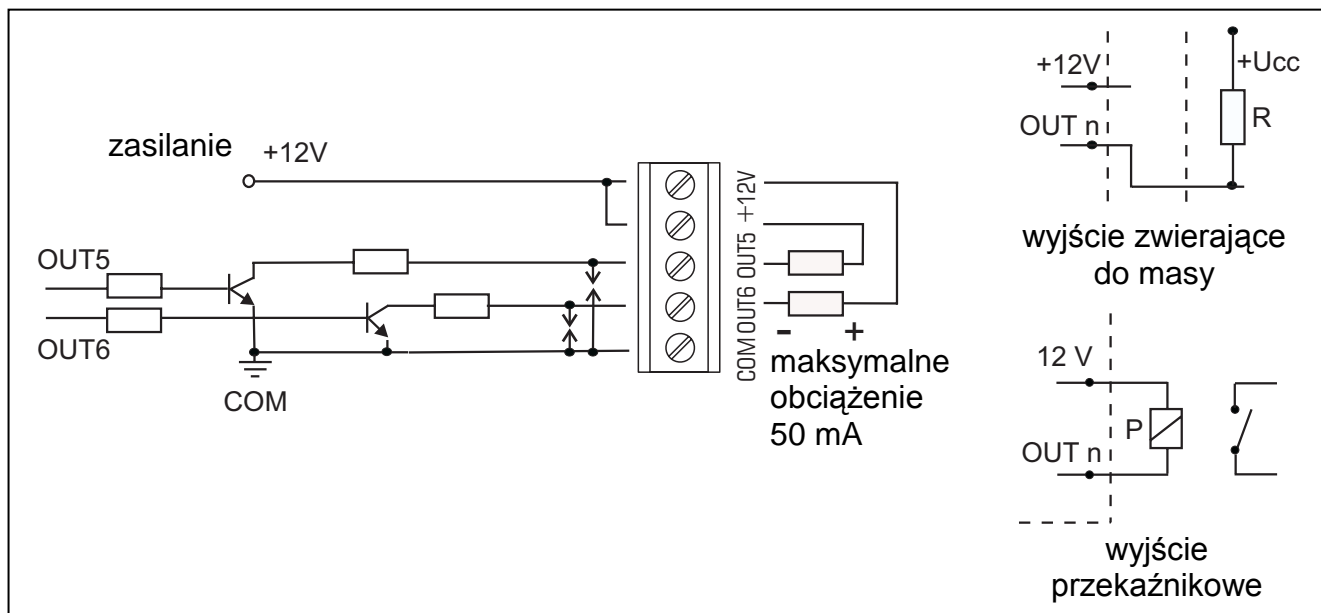 zasilanie
+12V
OUT5
OUT6
COM
+12V
OUT5
OUT6
COM
- +
maksymalne
obciążenie
50 mA
+12V
+Ucc
OUT n
R
wyjście zwierające
do masy
12 V
P
OUT n
wyjście
przekaźnikowe